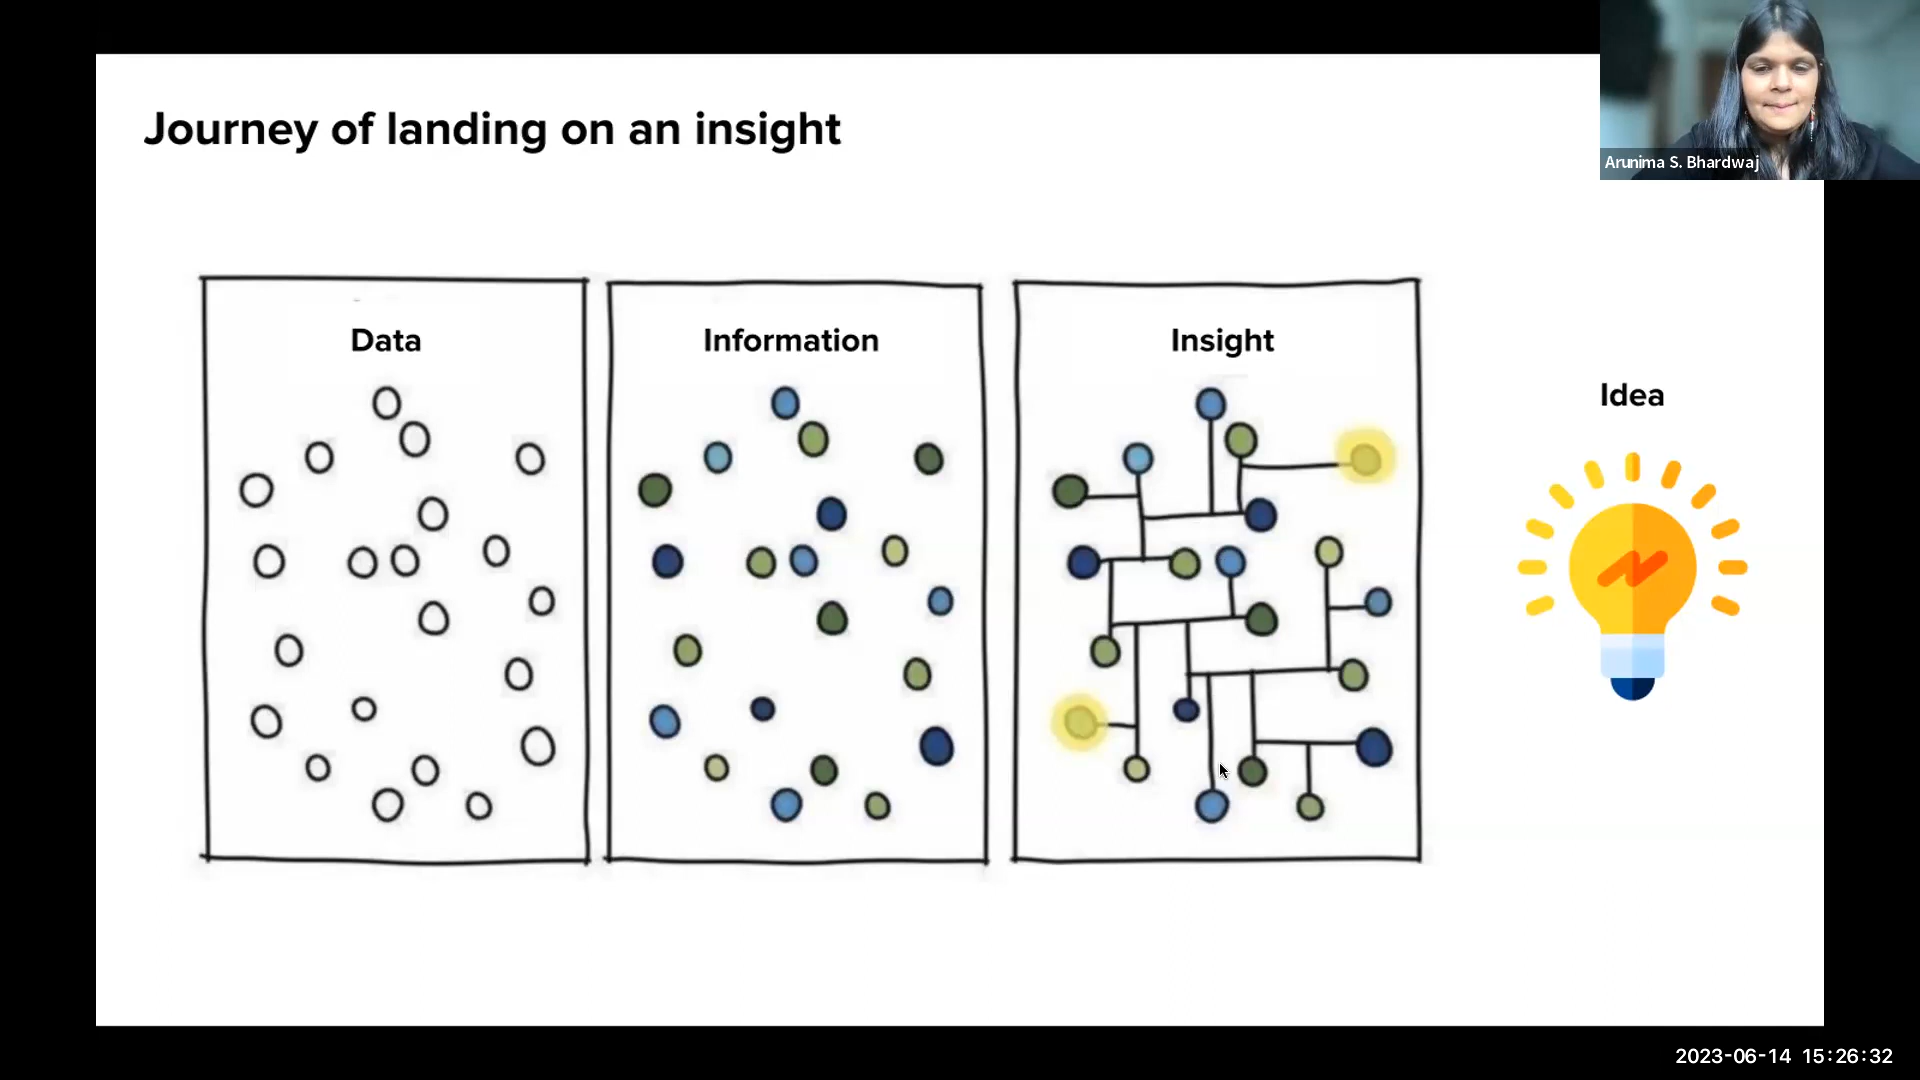 Journey of landing on an insight
Arunima S. Bhardwaj
Data
Information
Insight
Idea
2023-06-14 15:26:32